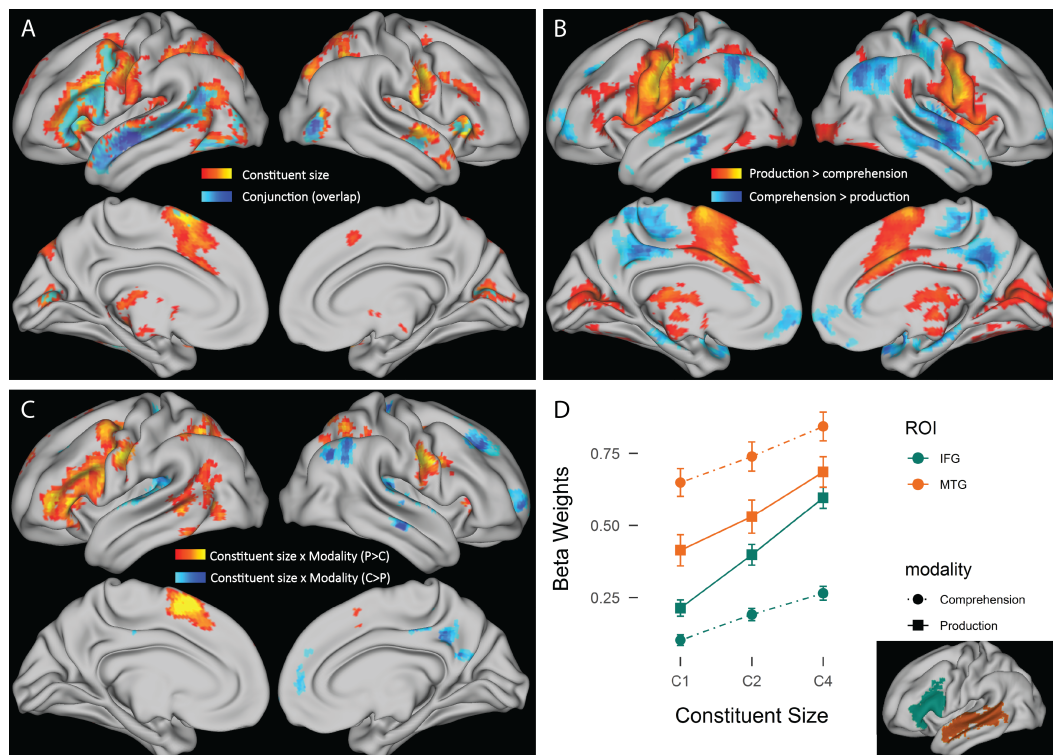 A
Constituent size
Conjunction (overlap)
B
Production > comprehension
Comprehension > production
C
Constituent size x Modality (P>C)
Constituent size x Modality (C>P)
D
Beta Weights
0.75
0.50
0.25
C1 C2 C4
Constituent Size
ROI
IFG
MTG
modality
Comprehension
Production